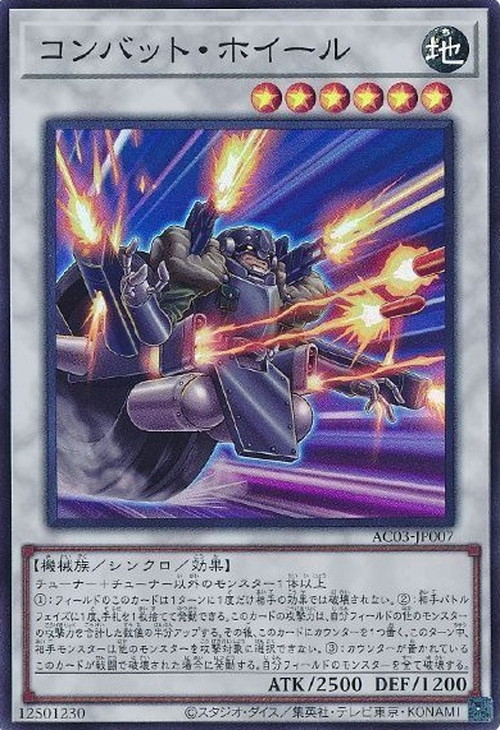 コンバット・ホイール
地
AC03-JP007
【機械族/シンクロ/効果】
チューナー+チューナー以外のモンスター1体以上
①:フィールドのこのカードは1ターンに1度だけ相手の効果では破壊されない。②:相手バトル
フェイズに1度、手札を1枚捨てて発動できる。このカードの攻撃力は、自分フィールドの他のモンスター
の攻撃力を合計した数値の半分アップする。その後、このカードにカウンターを1つ置く。このターン中、
相手モンスターは他のモンスターを攻撃対象に選択できない。③:カウンターが置かれている
このカードが戦闘で破壊された場合に発動する。自分フィールドのモンスターを全て破壊する。
ATK/2500 DEF/1200
12501230 ©スタジオ・ダイス/集英社・テレビ東京・KONAMI